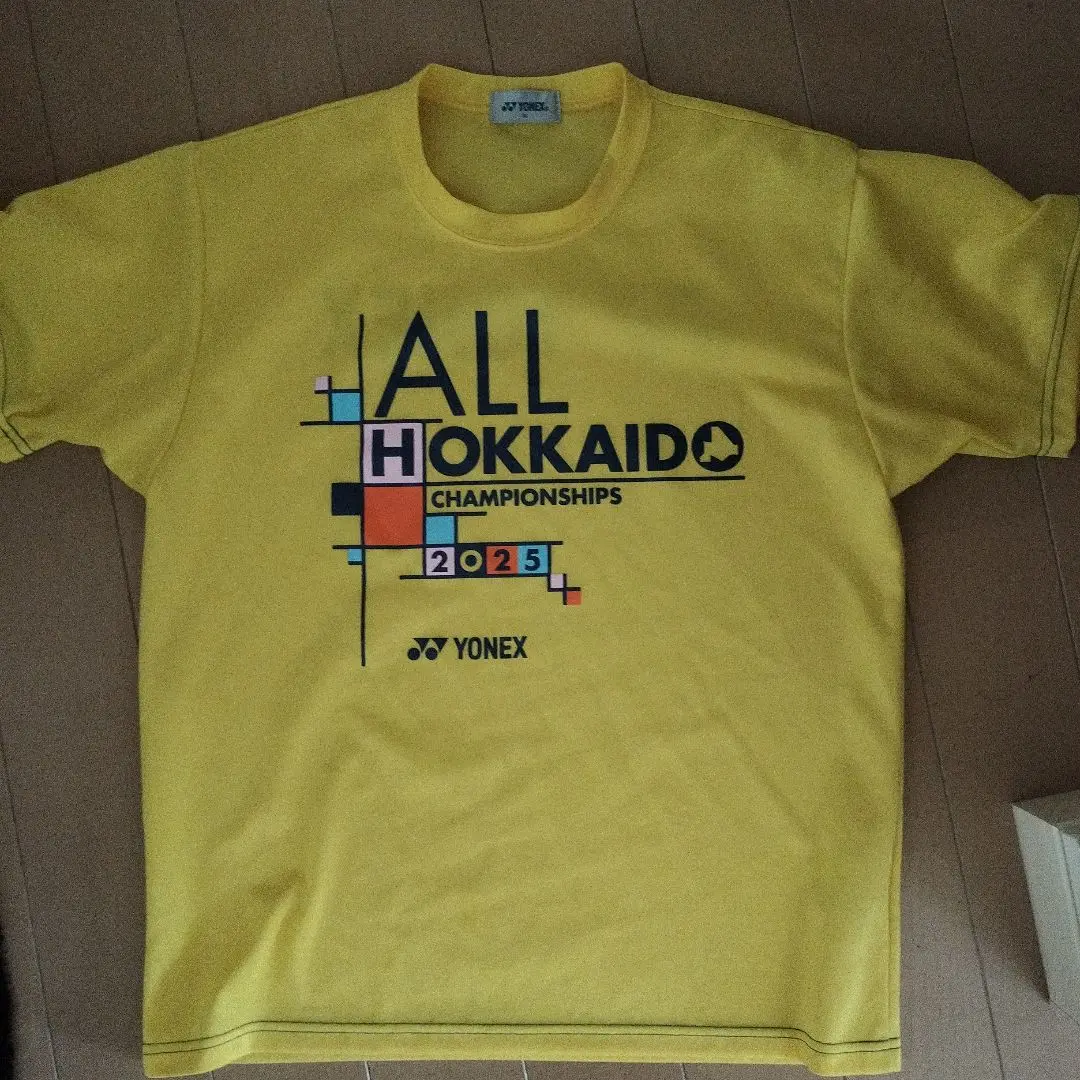 YONEX
ALL
HOKKAIDO
CHAMPIONSHIPS
2025
YONEX